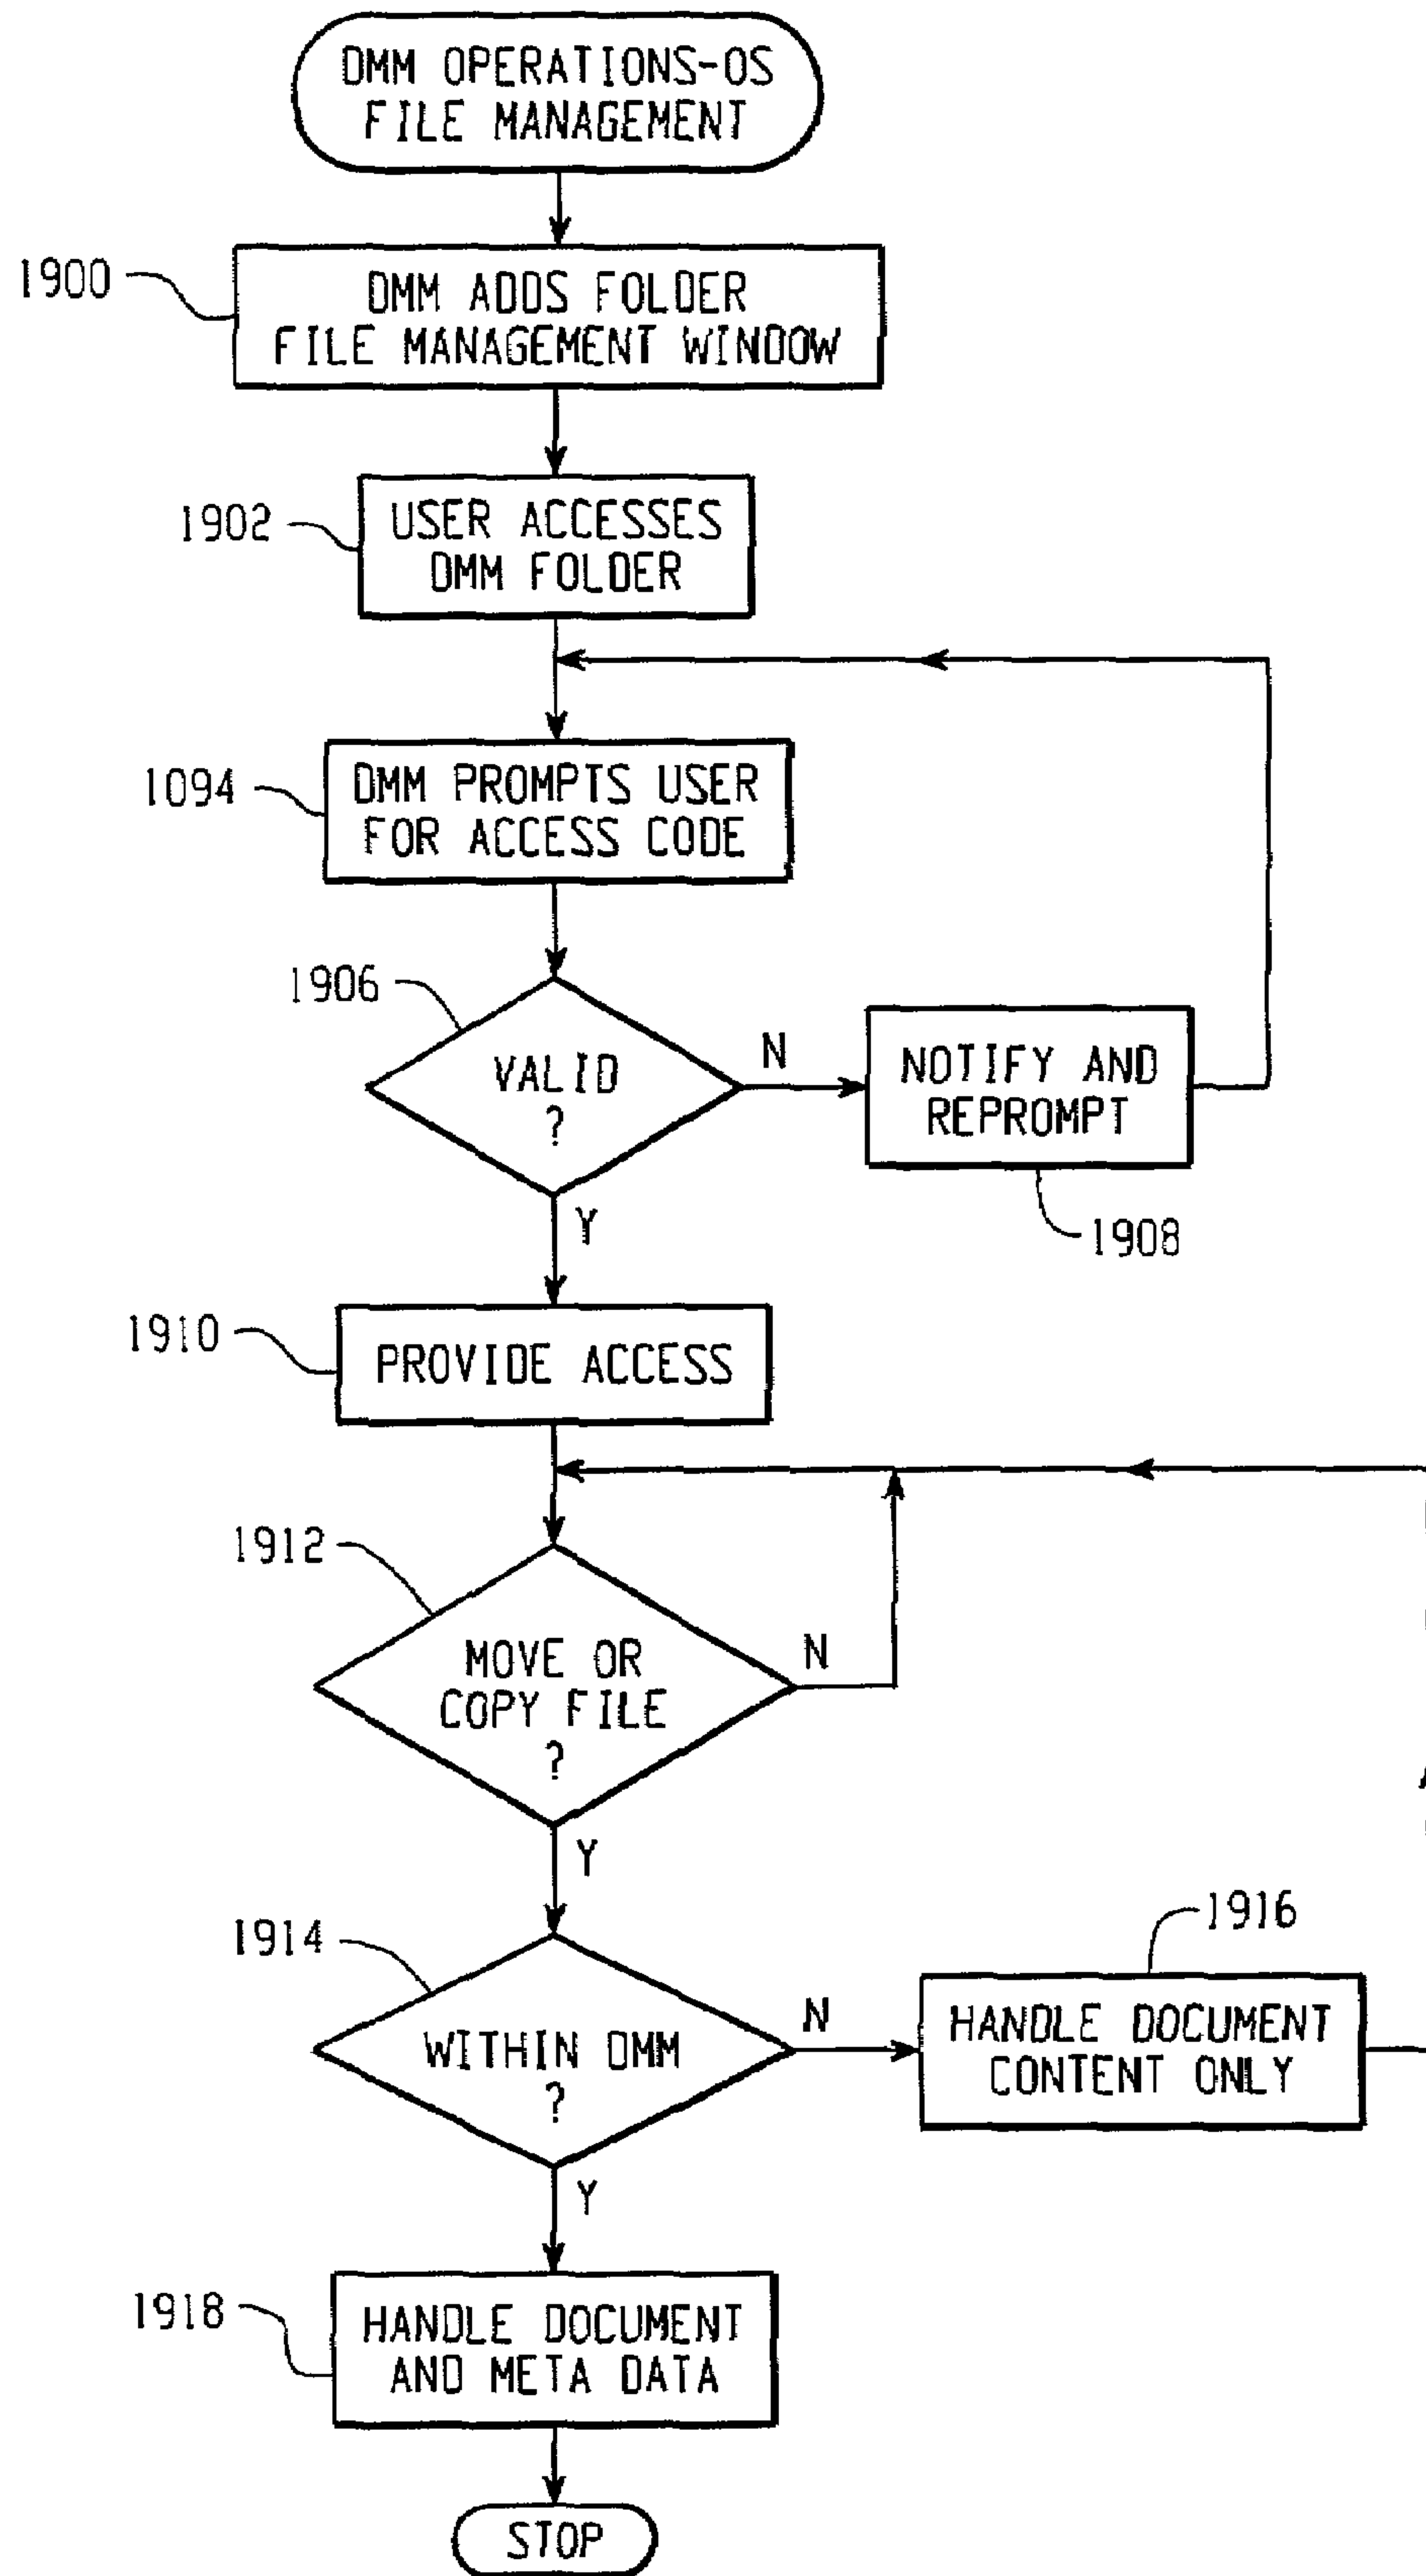 DMM OPERATIONS-OS
FILE MANAGEMENT
1900
DMM ADDS FOLDER
FILE MANAGEMENT WINDOW
1902
USER ACCESSES
DMM FOLDER
1094
DMM PROMPTS USER
FOR ACCESS CODE
1906
VALID
?
N
NOTIFY AND
REPROMPT
1908
Y
1910
PROVIDE ACCESS
1912
MOVE OR
COPY FILE
?
N
Y
1914
WITHIN DMM
?
N
1916
HANDLE DOCUMENT
CONTENT ONLY
Y
1918
HANDLE DOCUMENT
AND META DATA
STOP